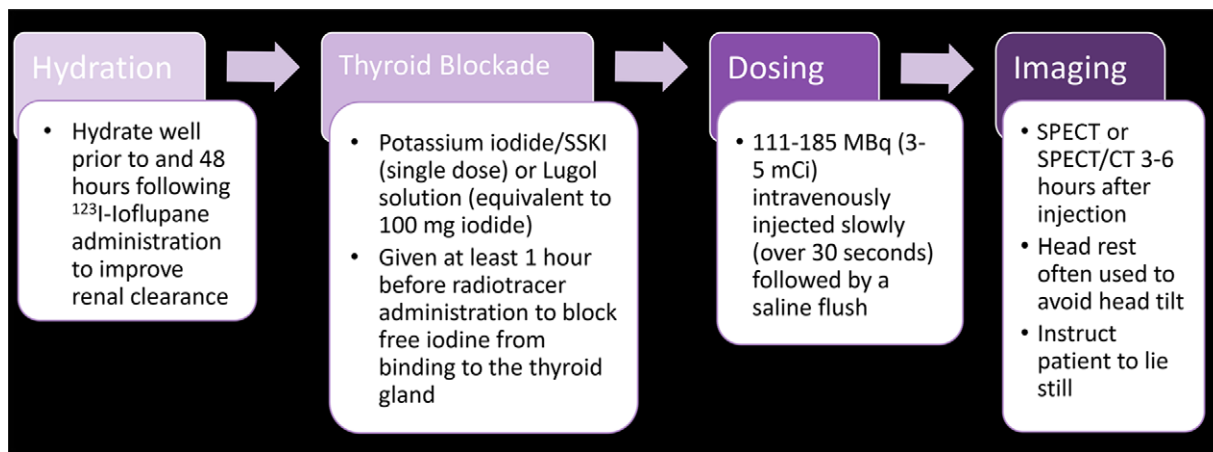 Hydration
• Hydrate well
prior to and 48
hours following
¹²³I-Ioflupane
administration
to improve
renal clearance
Thyroid Blockade
• Potassium iodide/SSKI
(single dose) or Lugol
solution (equivalent to
100 mg iodide)
• Given at least 1 hour
before radiotracer
administration to block
free iodine from
binding to the thyroid
gland
Dosing
• 111-185 MBq (3-
5 mCi)
intravenously
injected slowly
(over 30 seconds)
followed by a
saline flush
Imaging
• SPECT or
SPECT/CT 3-6
hours after
injection
• Head rest
often used to
avoid head tilt
• Instruct
patient to lie
still